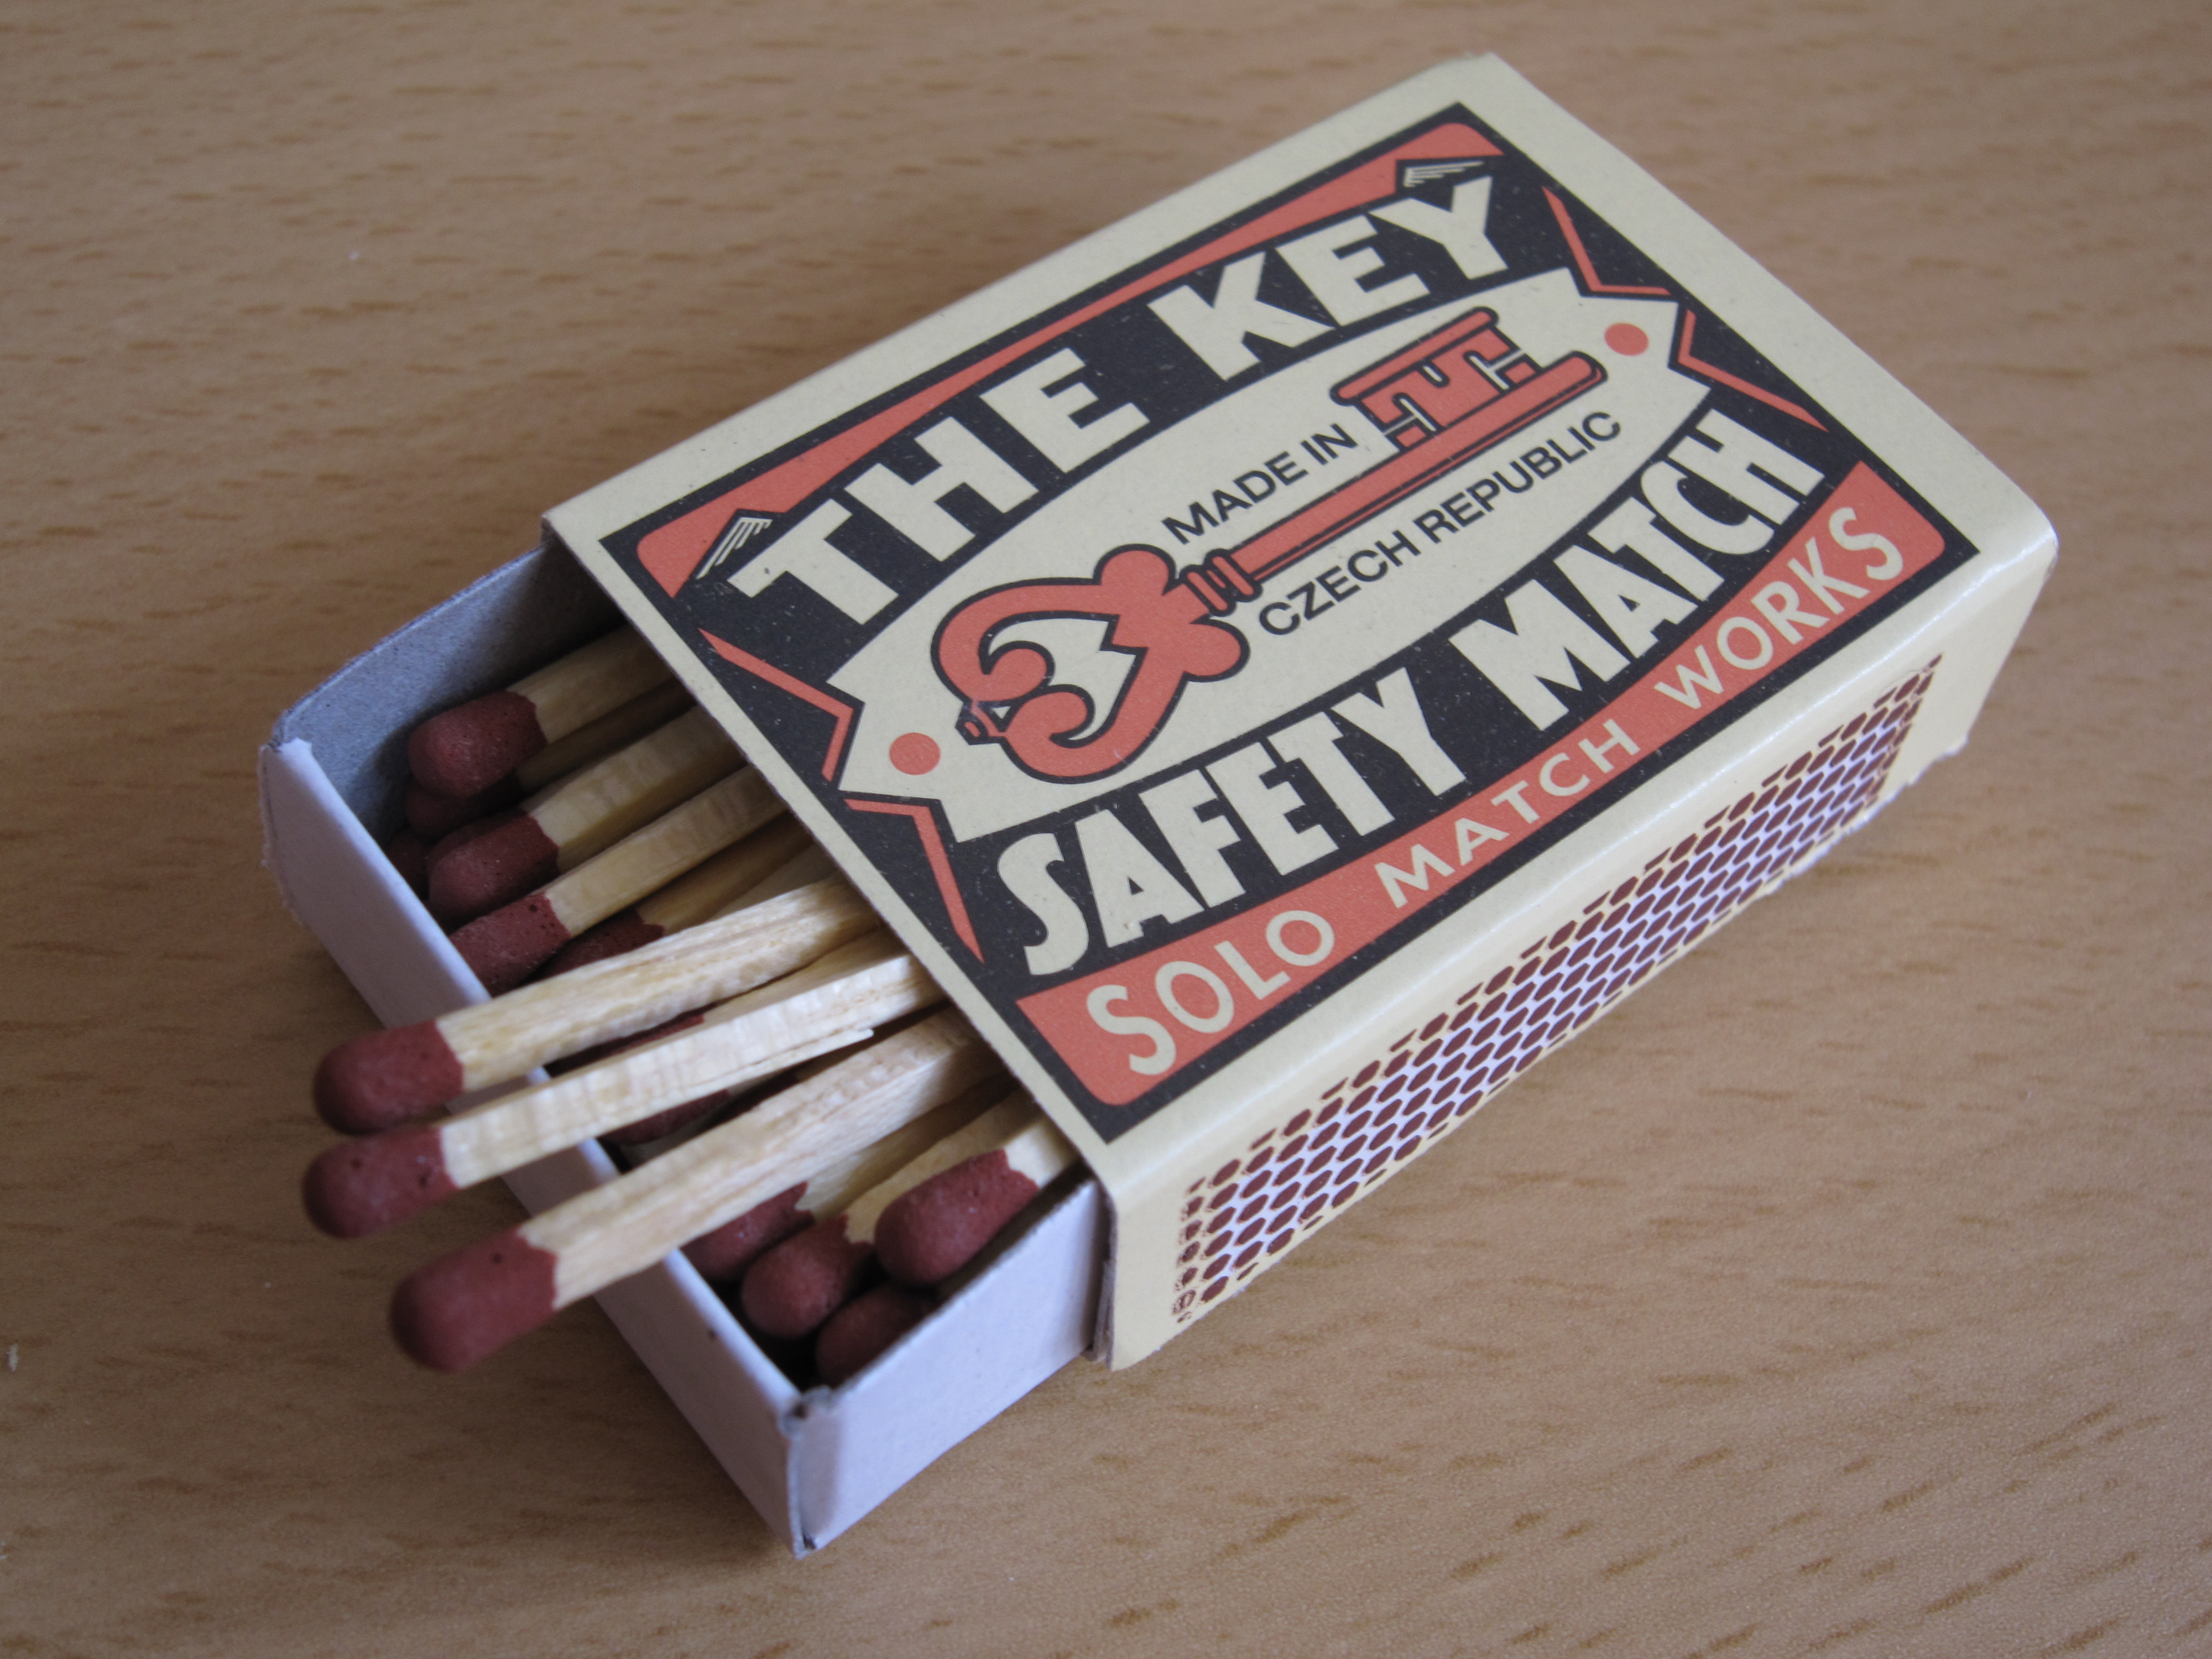 THE KEY
MADE IN
CZECH REPUBLIC
SAFETY MATCH
SOLO MATCH WORKS